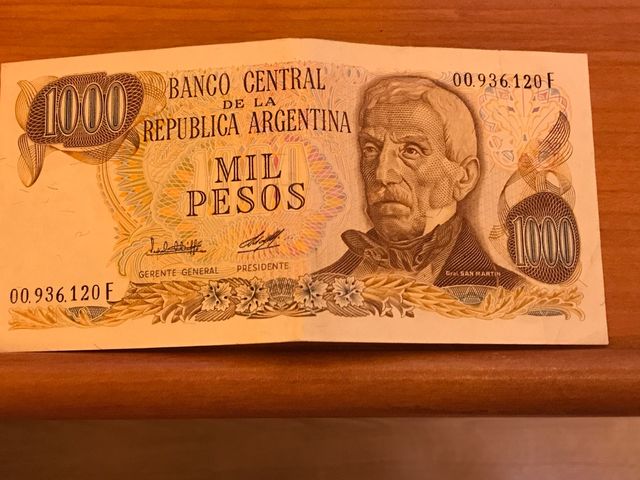 1000
BANCO CENTRAL
DE LA
REPUBLICA ARGENTINA
MIL
PESOS
00.936.120 F
GERENTE GENERAL PRESIDENTE
Gral. SAN MARTIN
1000
00.936.120 F